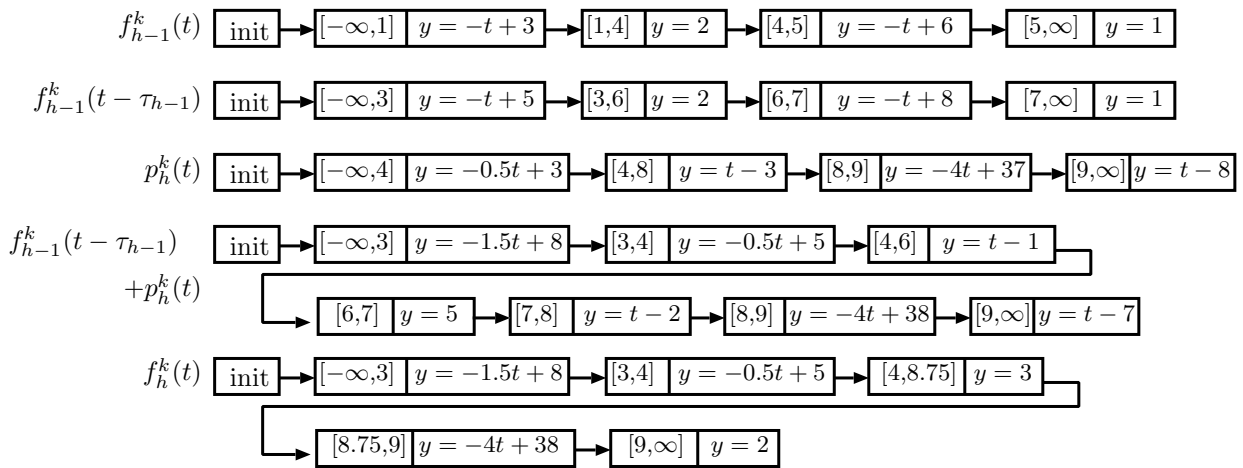 f^k_{h−1}(t) init [−∞,1] y = −t + 3 [1,4] y = 2 [4,5] y = −t + 6 [5,∞] y = 1
f^k_{h−1}(t − τ_{h−1}) init [−∞,3] y = −t + 5 [3,6] y = 2 [6,7] y = −t + 8 [7,∞] y = 1
p^k_h(t) init [−∞,4] y = −0.5t + 3 [4,8] y = t − 3 [8,9] y = −4t + 37 [9,∞] y = t − 8
f^k_{h−1}(t − τ_{h−1}) init [−∞,3] y = −1.5t + 8 [3,4] y = −0.5t + 5 [4,6] y = t − 1
+p^k_h(t) [6,7] y = 5 [7,8] y = t − 2 [8,9] y = −4t + 38 [9,∞] y = t − 7
f^k_h(t) init [−∞,3] y = −1.5t + 8 [3,4] y = −0.5t + 5 [4,8.75] y = 3
[8.75,9] y = −4t + 38 [9,∞] y = 2